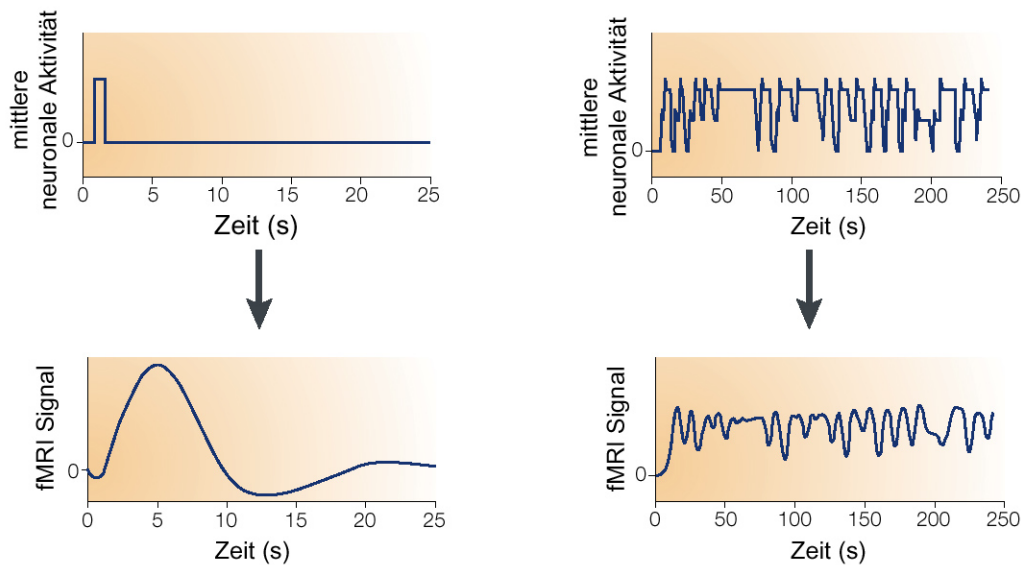 mittlere
neuronale Aktivität
0
0 5 10 15 20 25
Zeit (s)
mittlere
neuronale Aktivität
0
0 50 100 150 200 250
Zeit (s)
fMRI Signal
0
0 5 10 15 20 25
Zeit (s)
fMRI Signal
0
0 50 100 150 200 250
Zeit (s)